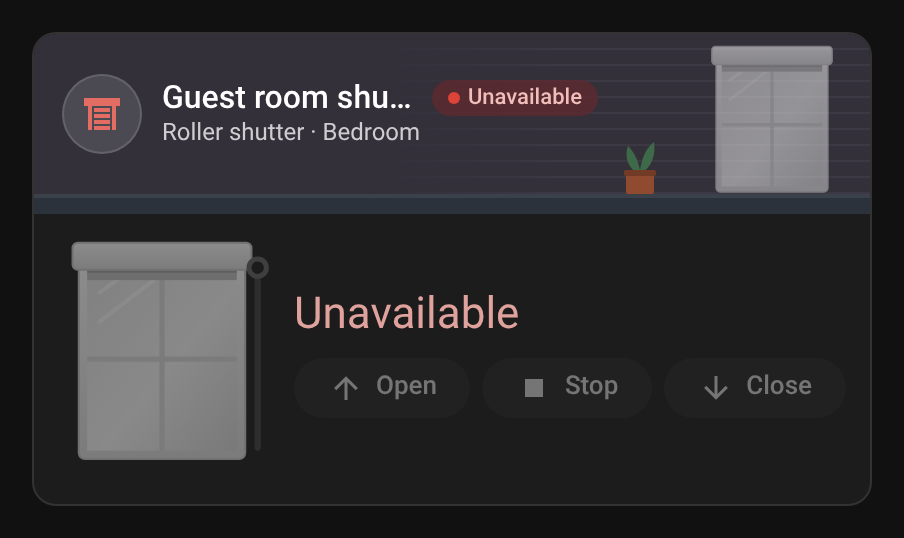 Guest room shu...
Unavailable
Roller shutter · Bedroom
Unavailable
Open
Stop
Close